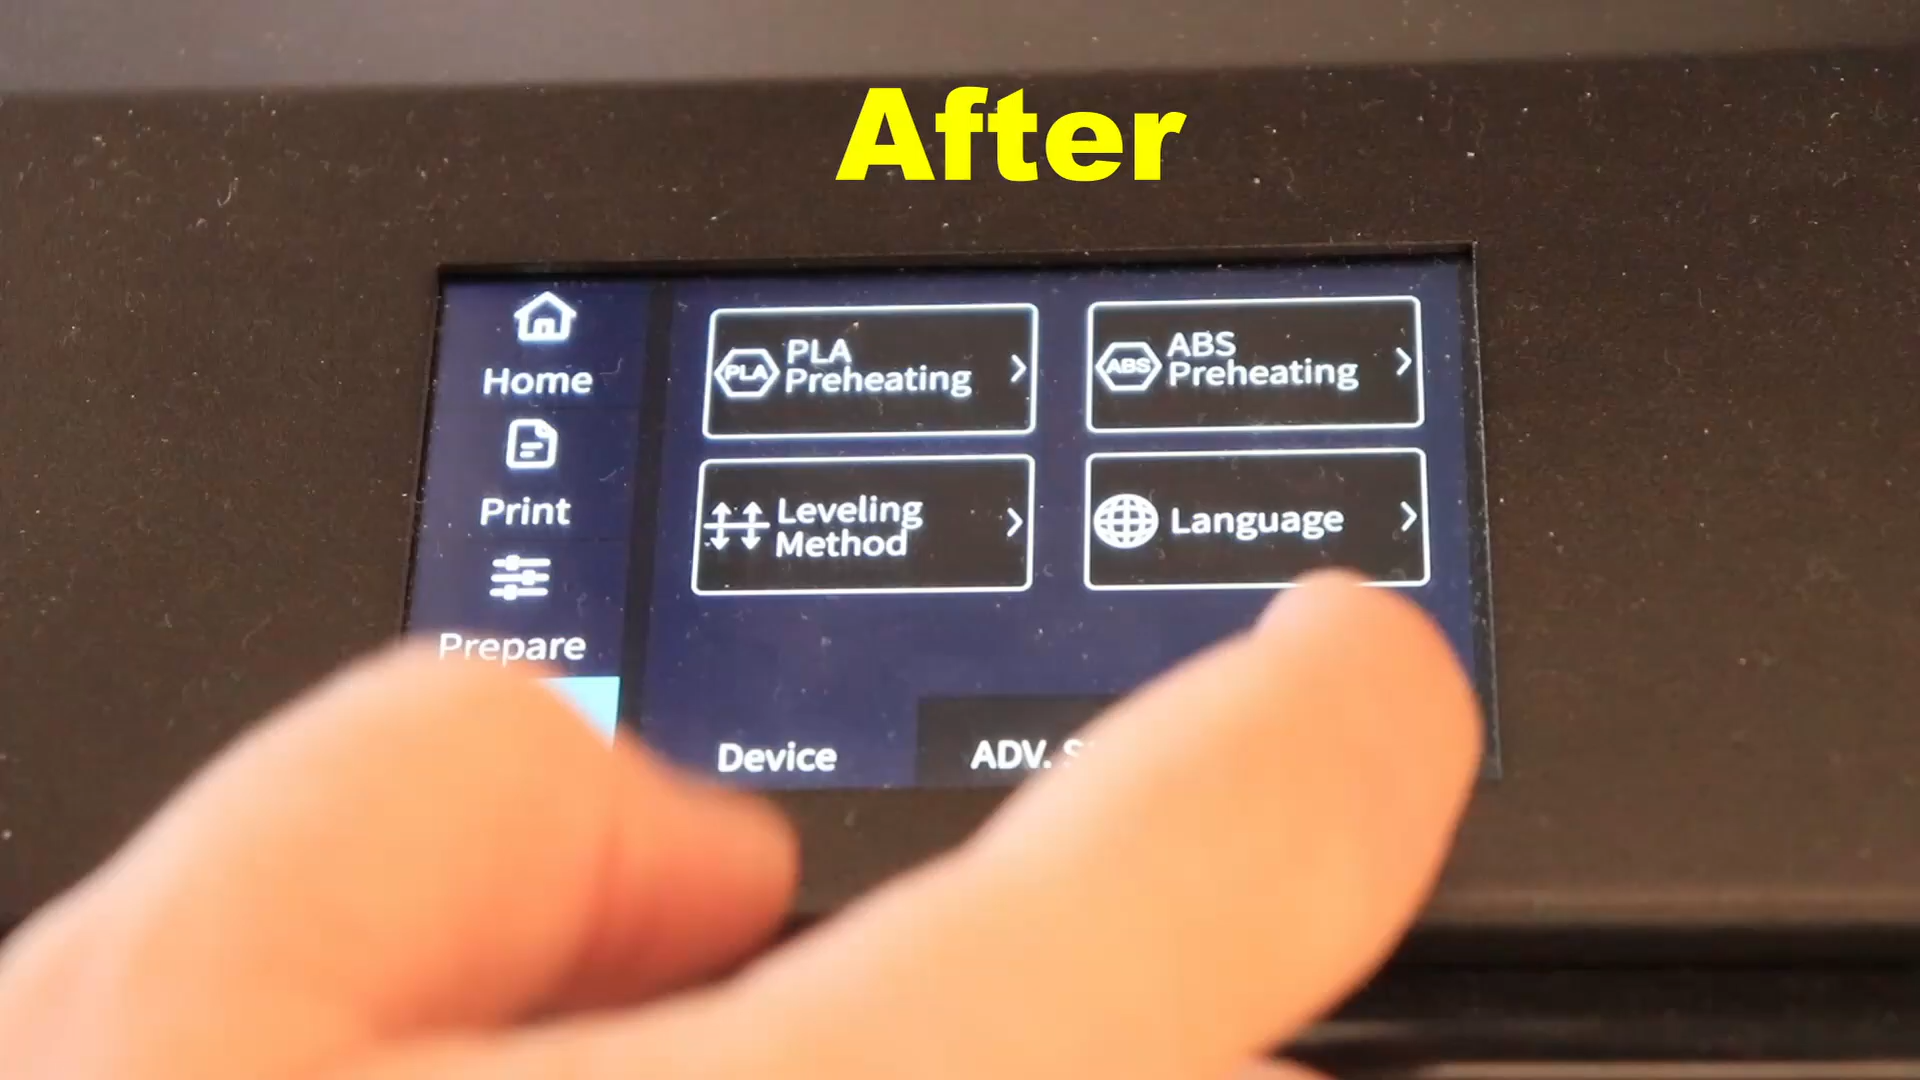 After
Home
Print
Prepare
PLA
PLA
Preheating
ABS
ABS
Preheating
Leveling
Method
Language
Device
ADV.